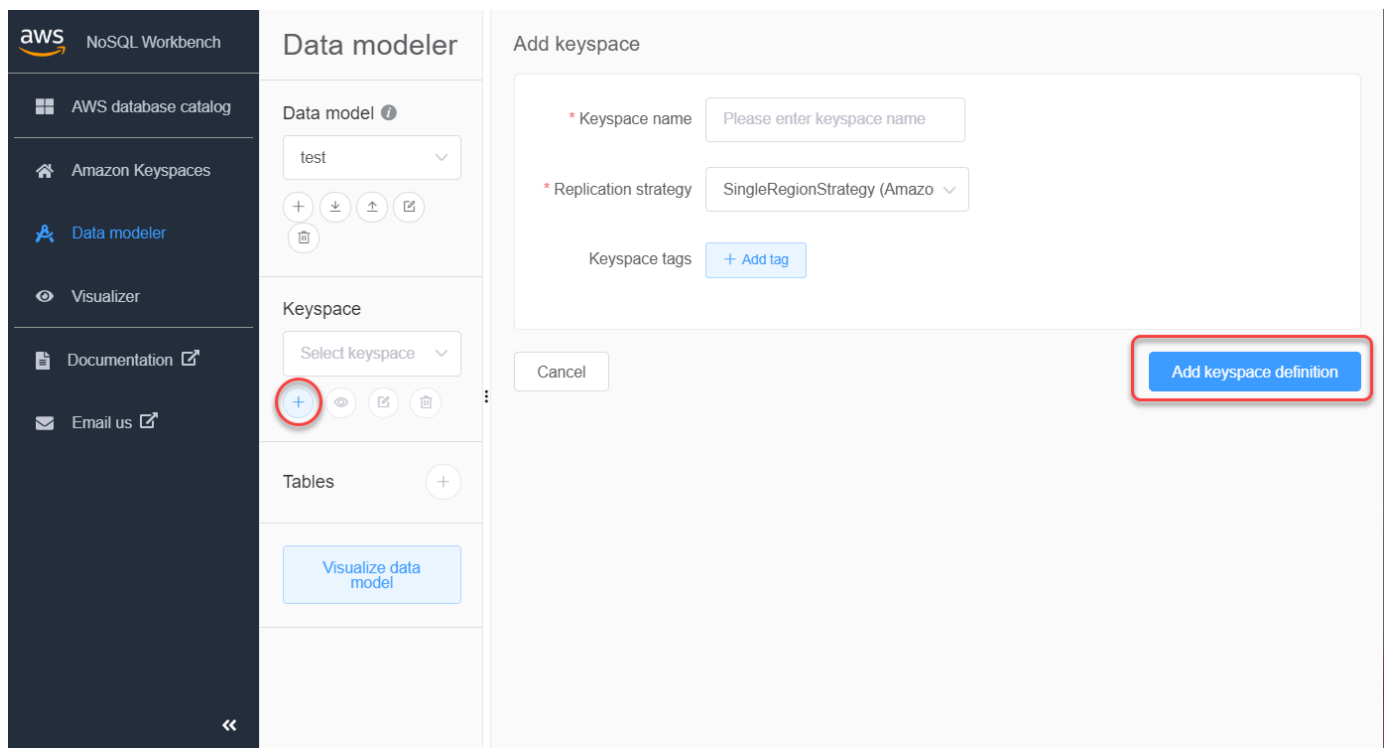 aws
NoSQL Workbench
AWS database catalog
Amazon Keyspaces
Data modeler
Visualizer
Documentation
Email us
Data modeler
Data model
test
Keyspace
Select keyspace
Tables
Visualize data
model
Add keyspace
* Keyspace name
Please enter keyspace name
* Replication strategy
SingleRegionStrategy (Amazo
Keyspace tags
+ Add tag
Cancel
Add keyspace definition